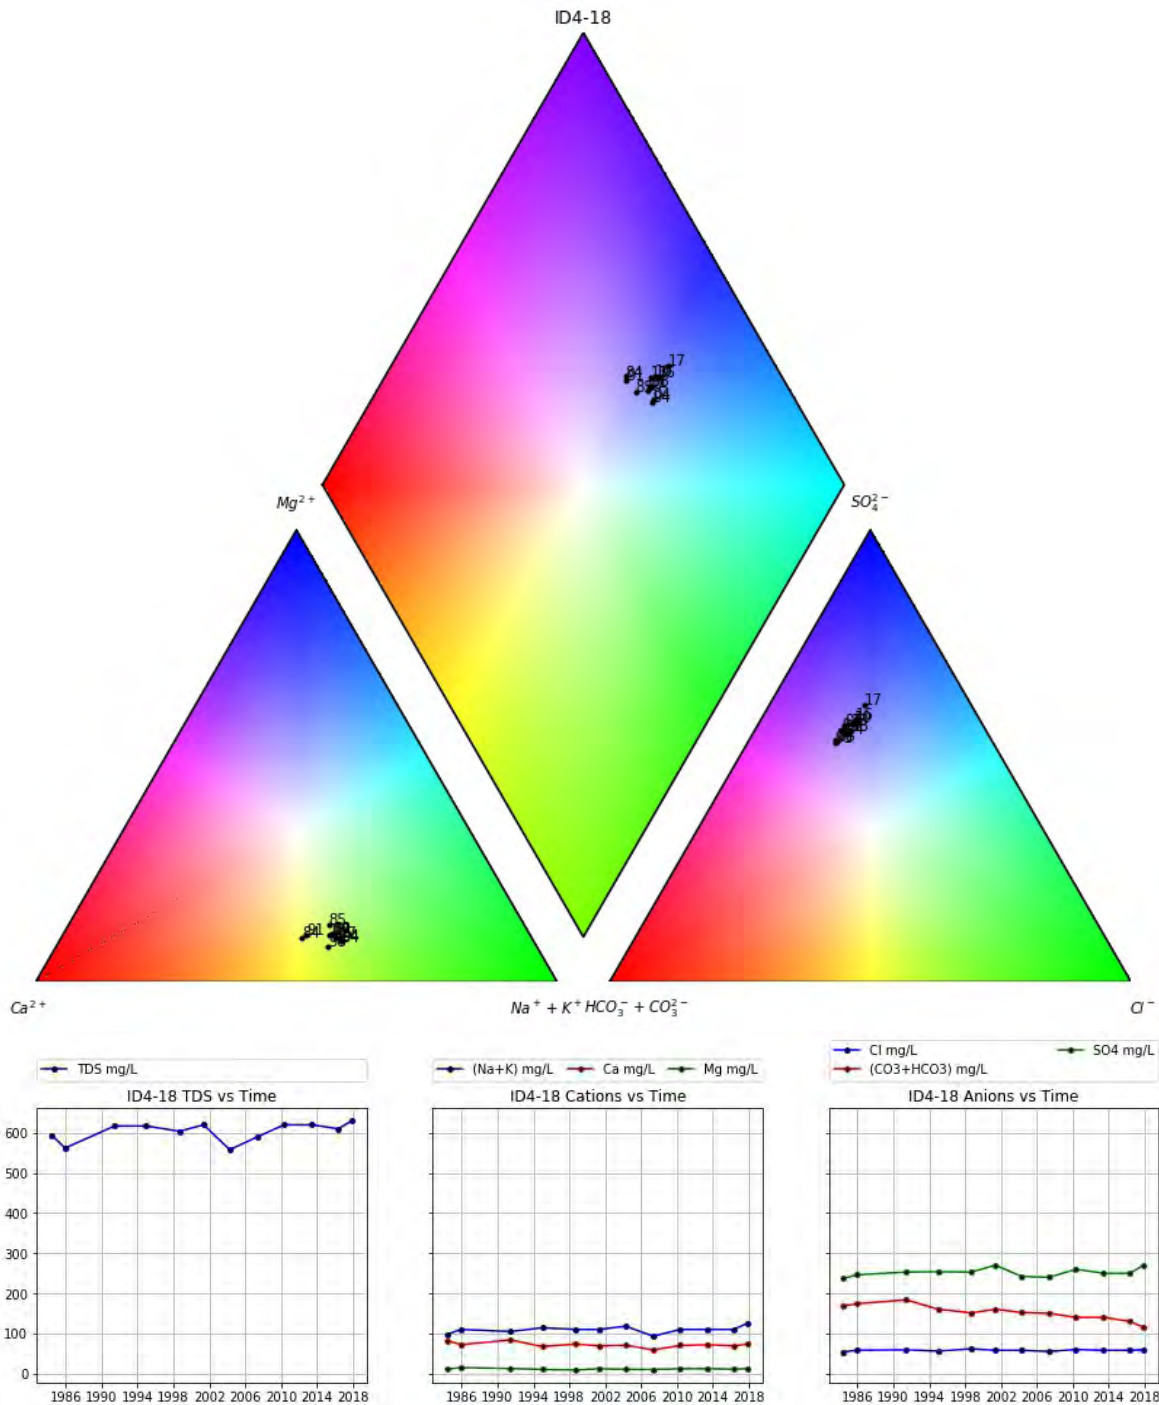 ID4-18
17
84
94
Mg²⁺
SO₄²⁻
17
85
91
84
Ca²⁺
Na⁺ + K⁺
HCO₃⁻ + CO₃²⁻
Cl⁻
TDS mg/L
(Na+K) mg/L Ca mg/L Mg mg/L
Cl mg/L SO4 mg/L
(CO3+HCO3) mg/L
ID4-18 TDS vs Time
ID4-18 Cations vs Time
ID4-18 Anions vs Time
600
500
400
300
200
100
0
1986 1990 1994 1998 2002 2006 2010 2014 2018
1986 1990 1994 1998 2002 2006 2010 2014 2018
1986 1990 1994 1998 2002 2006 2010 2014 2018